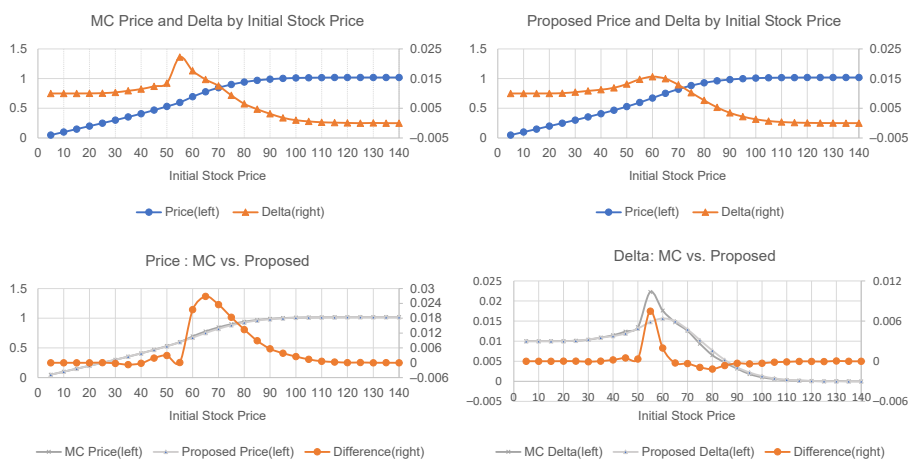 MC Price and Delta by Initial Stock Price
1.5 0.025
1 0.015
0.5 0.005
0 –0.005
0 10 20 30 40 50 60 70 80 90 100 110 120 130 140
Initial Stock Price
Price(left) Delta(right)
Proposed Price and Delta by Initial Stock Price
1.5 0.025
1 0.015
0.5 0.005
0 –0.005
0 10 20 30 40 50 60 70 80 90 100 110 120 130 140
Initial Stock Price
Price(left) Delta(right)
Price : MC vs. Proposed
1.5 0.03
0.024
1 0.018
0.012
0.5 0.006
0
0 –0.006
0 10 20 30 40 50 60 70 80 90 100 110 120 130 140
Initial Stock Price
MC Price(left) Proposed Price(left) Difference(right)
Delta: MC vs. Proposed
0.025 0.012
0.02
0.015 0.006
0.01
0.005 0
0
–0.005 –0.006
0 10 20 30 40 50 60 70 80 90 100 110 120 130 140
Initial Stock Price
MC Delta(left) Proposed Delta(left) Difference(right)